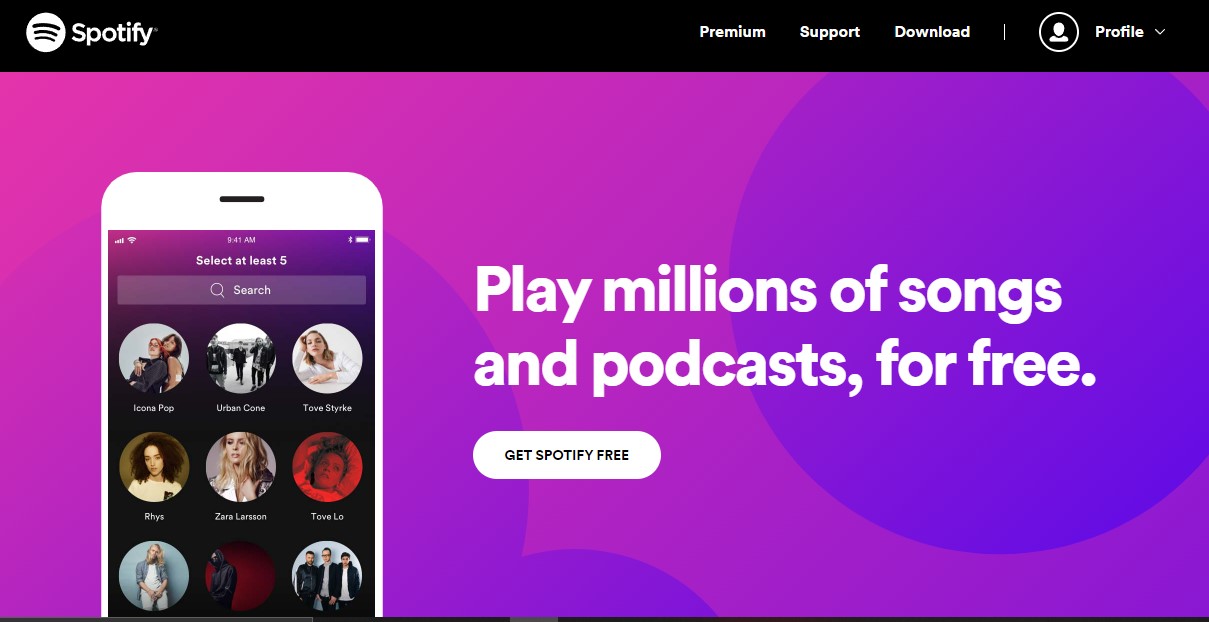 Spotify®
Premium
Support
Download
Profile
9:41 AM
Select at least 5
Search
Icona Pop
Urban Cone
Tove Styrke
Rhys
Zara Larsson
Tove Lo
Play millions of songs
and podcasts, for free.
GET SPOTIFY FREE